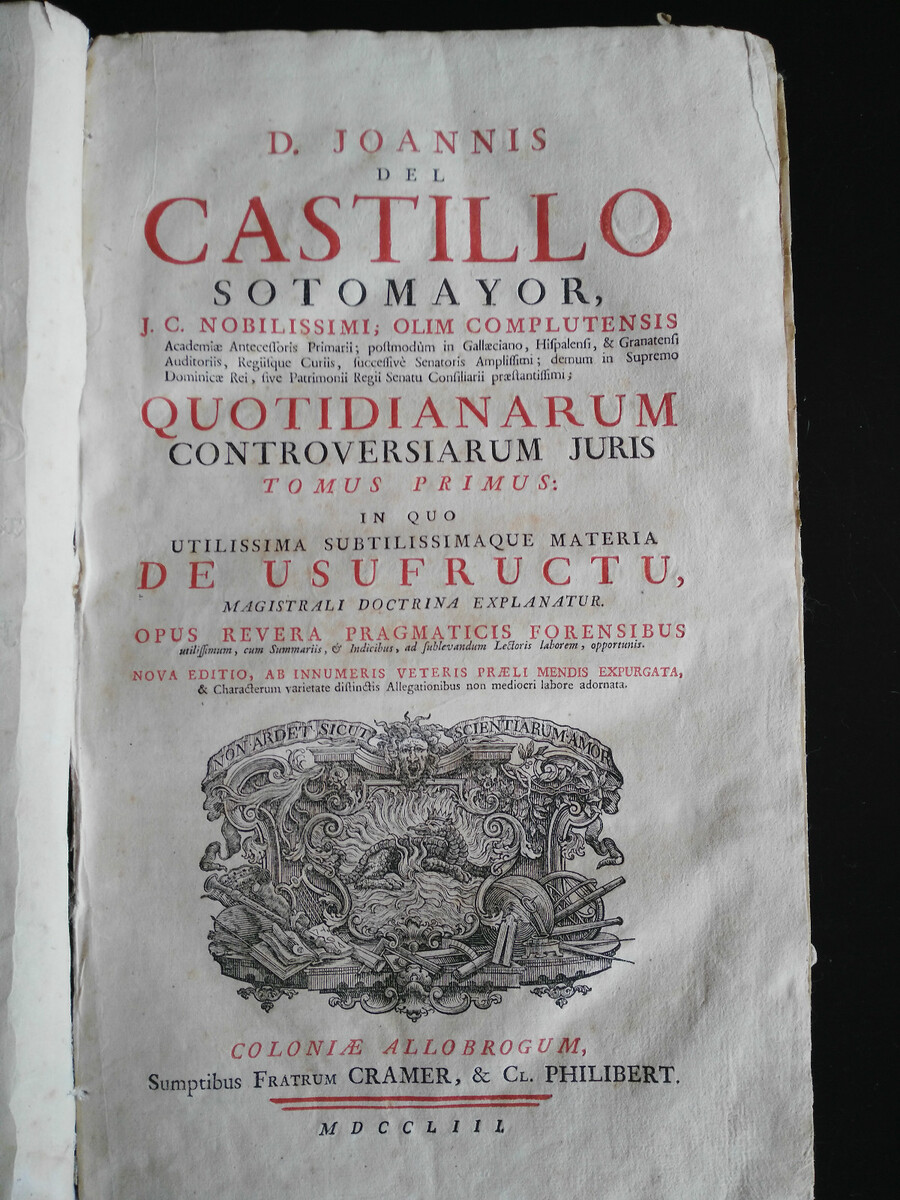 D. JOANNIS
DEL
CASTILLO
SOTOMAYOR,
J. C. NOBILISSIMI; OLIM COMPLUTENSIS
Academiæ Anteceſſoris Primarii; poſtmodùm in Gallæciano, Hiſpalenſi, & Granatenſi
Auditoriis, Regiiſque Curiis, ſucceſſivè Senatoris Ampliſſimi; demum in Supremo
Dominicæ Rei, ſive Patrimonii Regii Senatu Conſiliarii præſtantiſſimi;
QUOTIDIANARUM
CONTROVERSIARUM JURIS
TOMUS PRIMUS:
IN QUO
UTILISSIMA SUBTILISSIMAQUE MATERIA
DE USUFRUCTU,
MAGISTRALI DOCTRINA EXPLANATUR.
OPUS REVERA PRAGMATICIS FORENSIBUS
utiliſſimum, cum Summariis, & Indicibus, ad ſublevandum Lectoris laborem, opportunis.
NOVA EDITIO, AB INNUMERIS VETERIS PRÆLI MENDIS EXPURGATA,
& Characterum varietate diſtinctis Allegationibus non mediocri labore adornata.
NON ARDET SICUT SCIENTIARUM AMOR
COLONIÆ ALLOBROGUM,
Sumptibus FRATRUM CRAMER, & CL. PHILIBERT.
MDCCLIII.